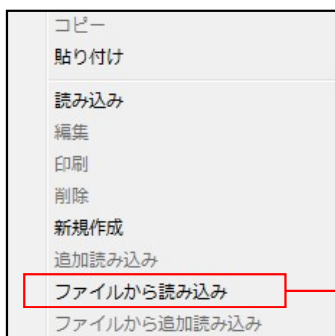 コピー
貼り付け
読み込み
編集
印刷
削除
新規作成
追加読み込み
ファイルから読み込み
ファイルから追加読み込み